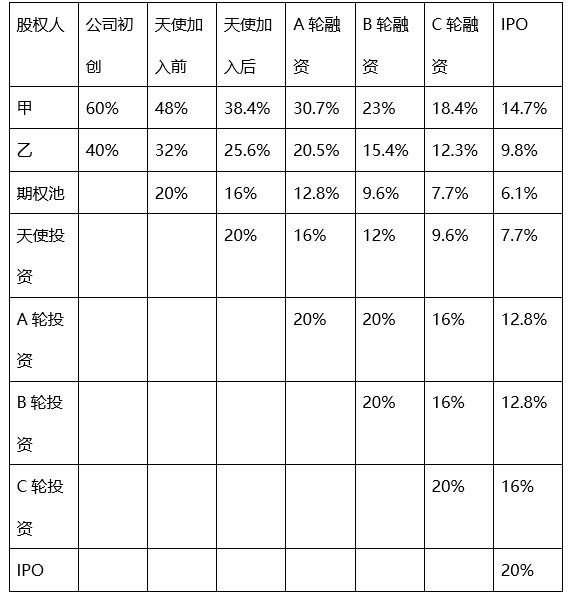 股权人 公司初创 天使加入前 天使加入后 A 轮融资 B 轮融资 C 轮融资 IPO
甲 60% 48% 38.4% 30.7% 23% 18.4% 14.7%
乙 40% 32% 25.6% 20.5% 15.4% 12.3% 9.8%
期权池 20% 16% 12.8% 9.6% 7.7% 6.1%
天使投资 20% 16% 12% 9.6% 7.7%
A 轮投资 20% 20% 16% 12.8%
B 轮投资 20% 16% 12.8%
C 轮投资 20% 16%
IPO 20%